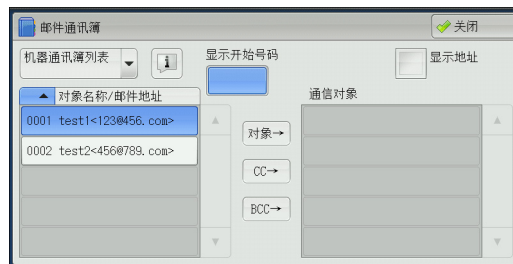 邮件通讯簿
关闭
机器通讯簿列表
显示开始号码
显示地址
对象名称/邮件地址
通信对象
0001 test1<123@456.com>
0002 test2<456@789.com>
对象→
CC→
BCC→